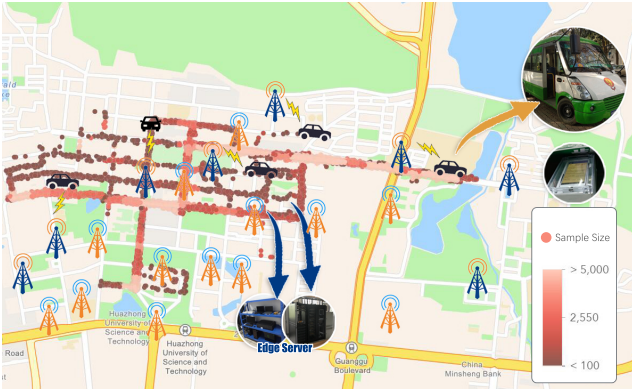 Sample Size
> 5,000
2,550
< 100
Huazhong
University of
Science and
Technology
Huazhong
University of
Science and
Technology
Edge Server
Guanggu
Boulevard
China
Minsheng Bank
Road